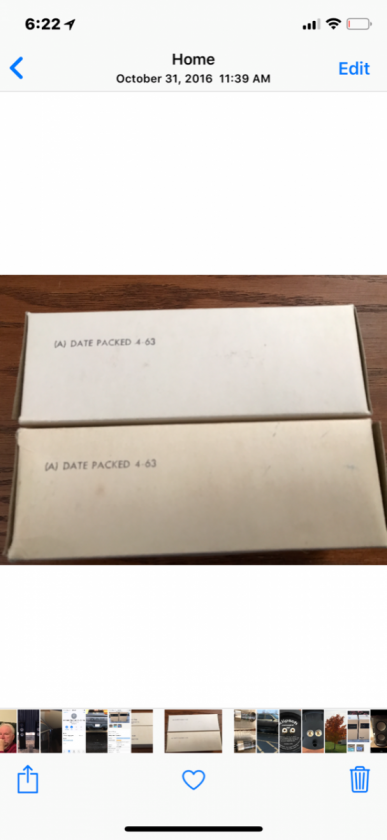 6:22
Home
October 31, 2016 11:39 AM
Edit
(A) DATE PACKED 4-63
(A) DATE PACKED 4-63